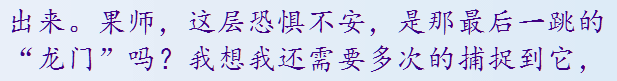 出来。果师，这层恐惧不安，是那最后一跳的
“龙门”吗？我想我还需要多次的捕捉到它，